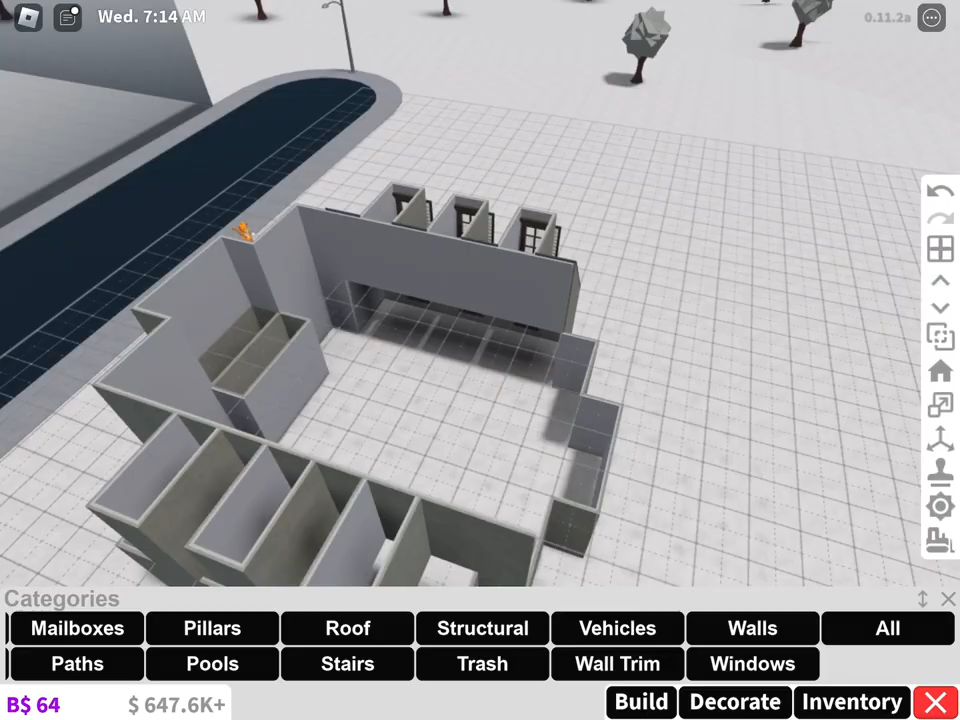 Wed. 7:14 AM
0.11.2a
Categories
Mailboxes Pillars Roof Structural Vehicles Walls All
Paths Pools Stairs Trash Wall Trim Windows
B$ 64 $ 647.6K+ Build Decorate Inventory